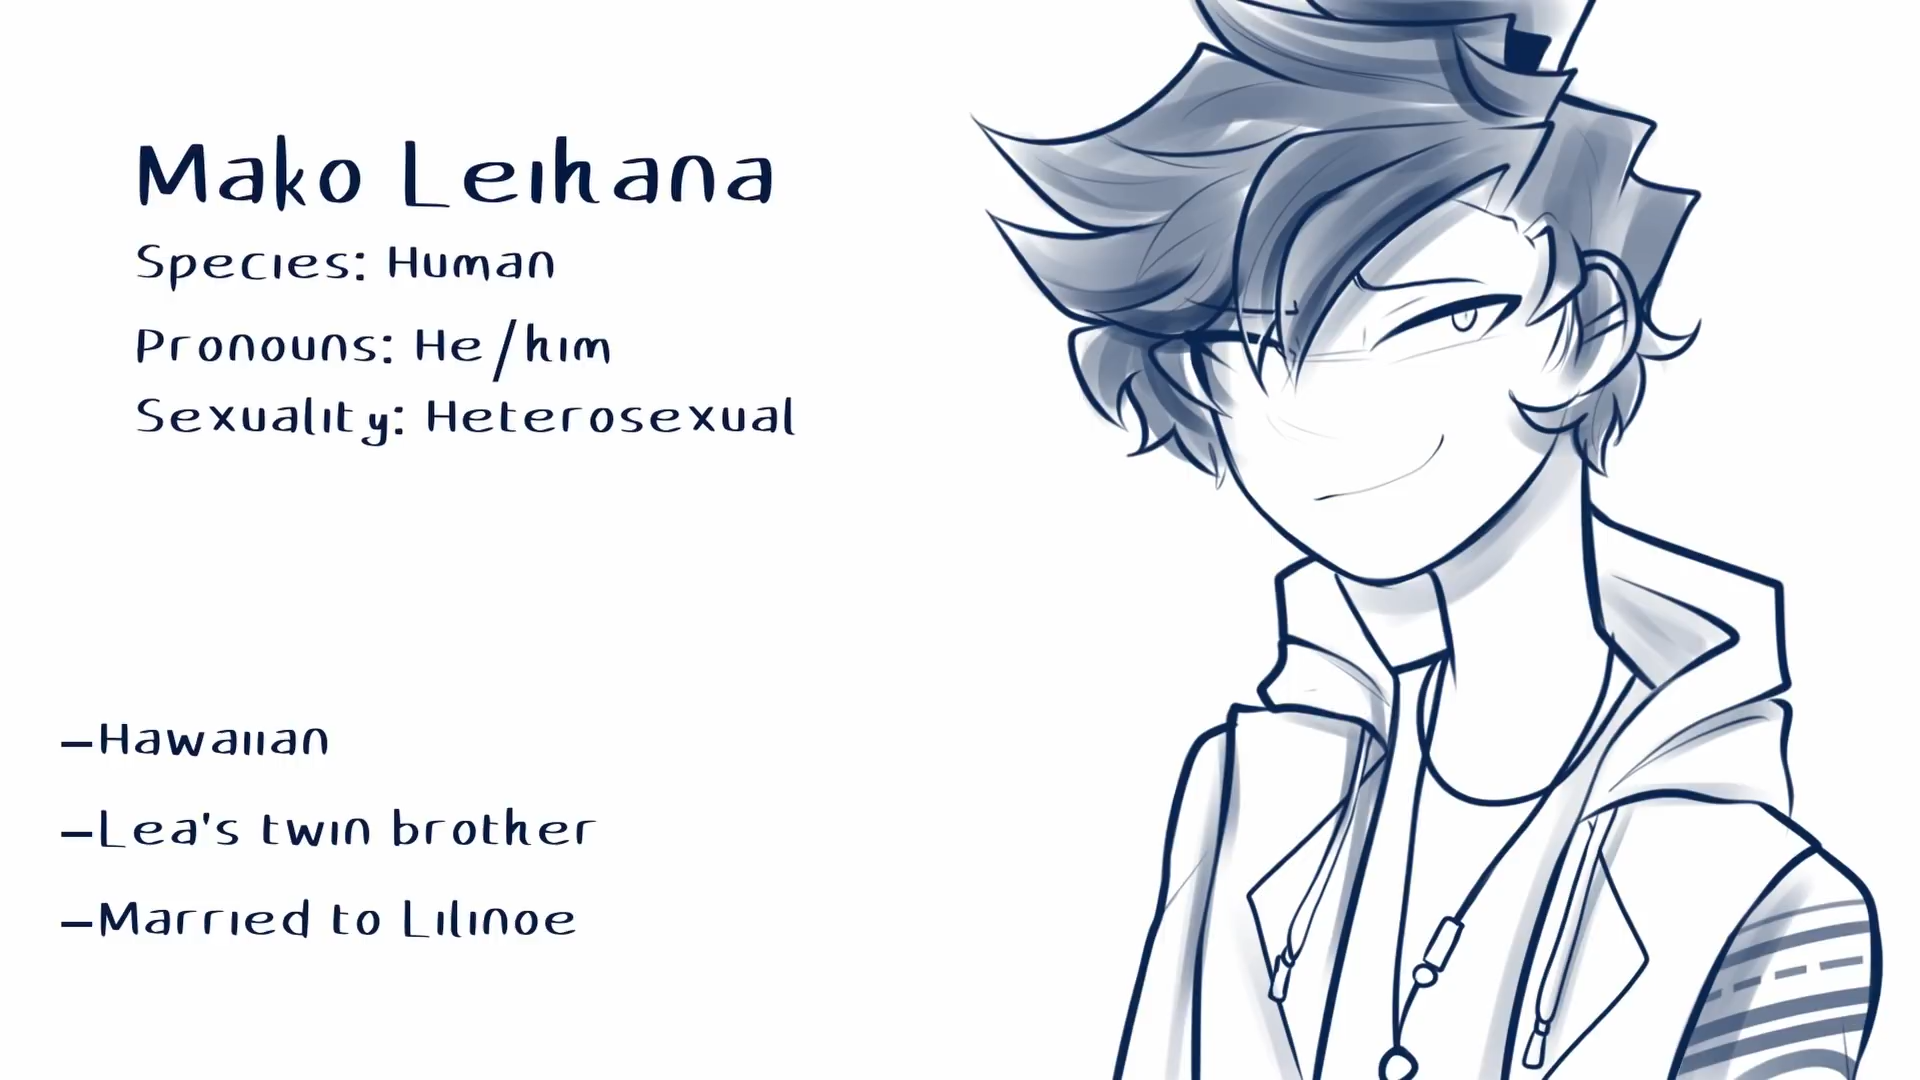 Mako Leihana
Species: Human
Pronouns: He/him
Sexuality: Heterosexual
-Hawaiian
-Lea's twin brother
-Married to Lilinoe